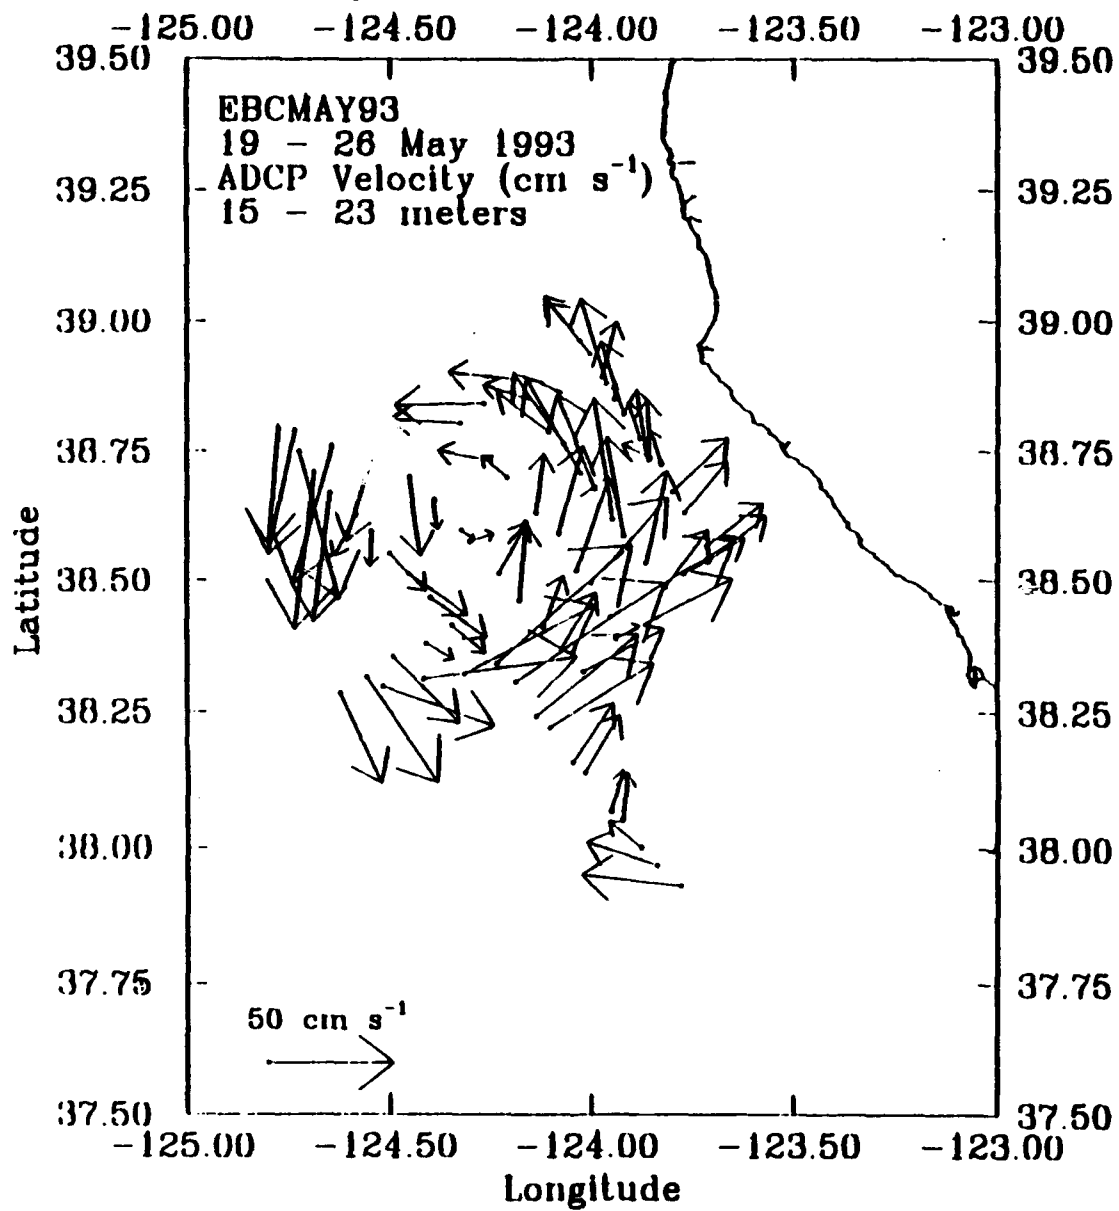 -125.00 -124.50 -124.00 -123.50 -123.00
39.50 39.50
EBCMAY93
19 - 26 May 1993
ADCP Velocity (cm s⁻¹)
39.25 39.25
15 - 23 meters
39.00 39.00
38.75 38.75
Latitude
38.50 38.50
38.25 38.25
38.00 38.00
37.75 37.75
50 cm s⁻¹
37.50 37.50
-125.00 -124.50 -124.00 -123.50 -123.00
Longitude